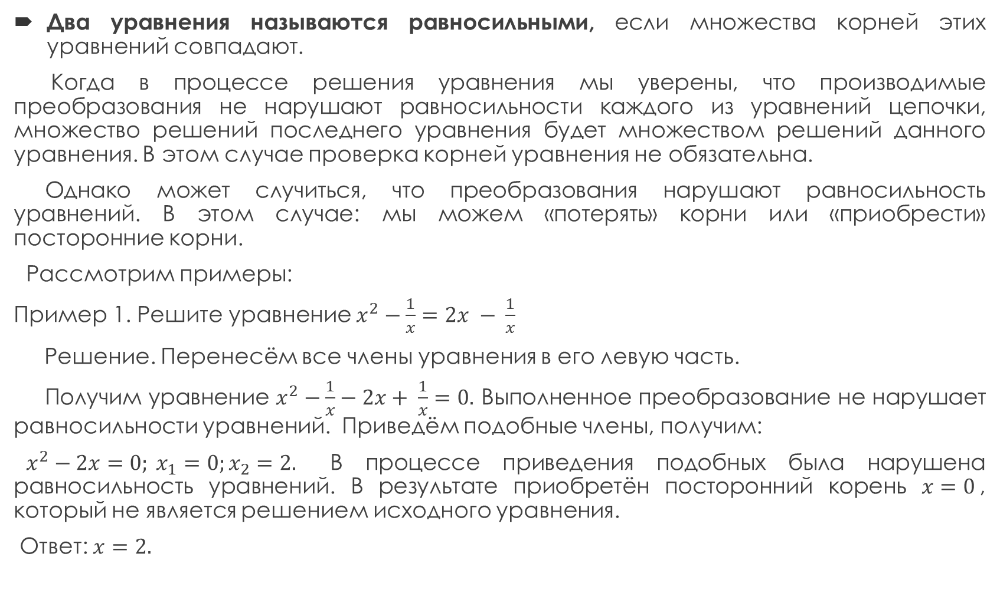 Два уравнения называются равносильными, если множества корней этих
уравнений совпадают.
Когда в процессе решения уравнения мы уверены, что производимые
преобразования не нарушают равносильности каждого из уравнений цепочки,
множество решений последнего уравнения будет множеством решений данного
уравнения. В этом случае проверка корней уравнения не обязательна.
Однако может случиться, что преобразования нарушают равносильность
уравнений. В этом случае: мы можем «потерять» корни или «приобрести»
посторонние корни.
Рассмотрим примеры:
Пример 1. Решите уравнение $x^2 - \frac{1}{x} = 2x - \frac{1}{x}$
Решение. Перенесём все члены уравнения в его левую часть.
Получим уравнение $x^2 - \frac{1}{x} - 2x + \frac{1}{x} = 0$. Выполненное преобразование не нарушает
равносильности уравнений. Приведём подобные члены, получим:
$x^2 - 2x = 0$; $x_1 = 0$; $x_2 = 2$. В процессе приведения подобных была нарушена
равносильность уравнений. В результате приобретён посторонний корень $x = 0$ ,
который не является решением исходного уравнения.
Ответ: $x = 2$.